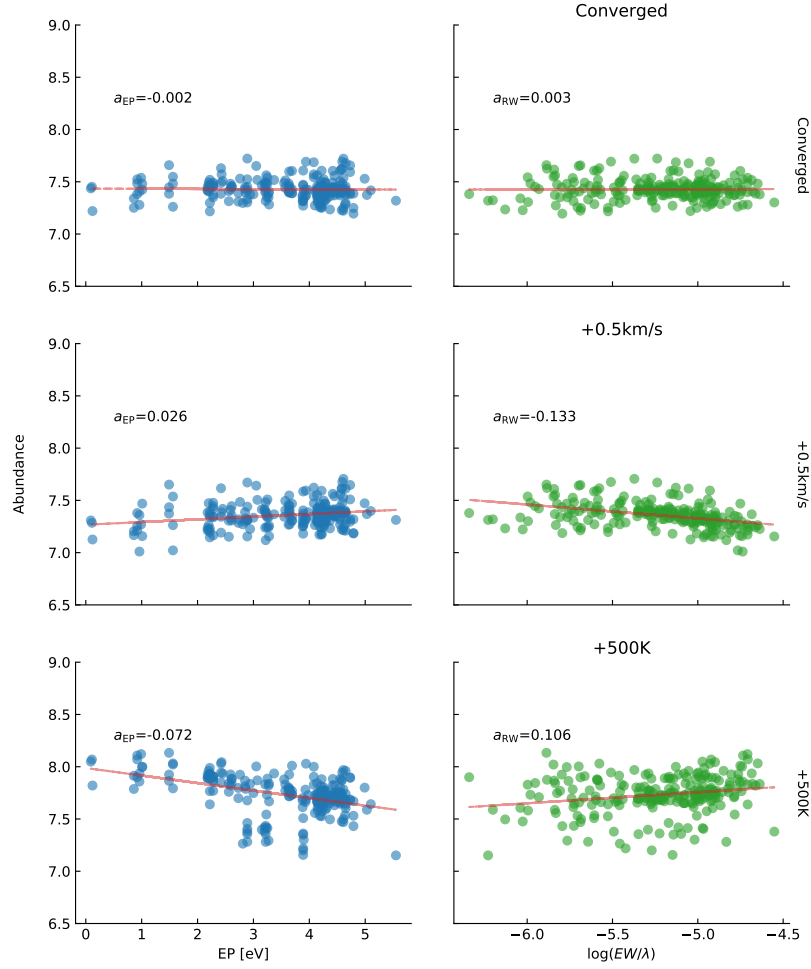 Converged
9.0
8.5
8.0
7.5
7.0
6.5
a_EP=-0.002
a_RW=0.003
Converged
+0.5km/s
9.0
8.5
8.0
7.5
7.0
6.5
Abundance
a_EP=0.026
a_RW=-0.133
+0.5km/s
+500K
9.0
8.5
8.0
7.5
7.0
6.5
a_EP=-0.072
a_RW=0.106
+500K
0 1 2 3 4 5
EP [eV]
−6.0 −5.5 −5.0 −4.5
log(EW/λ)